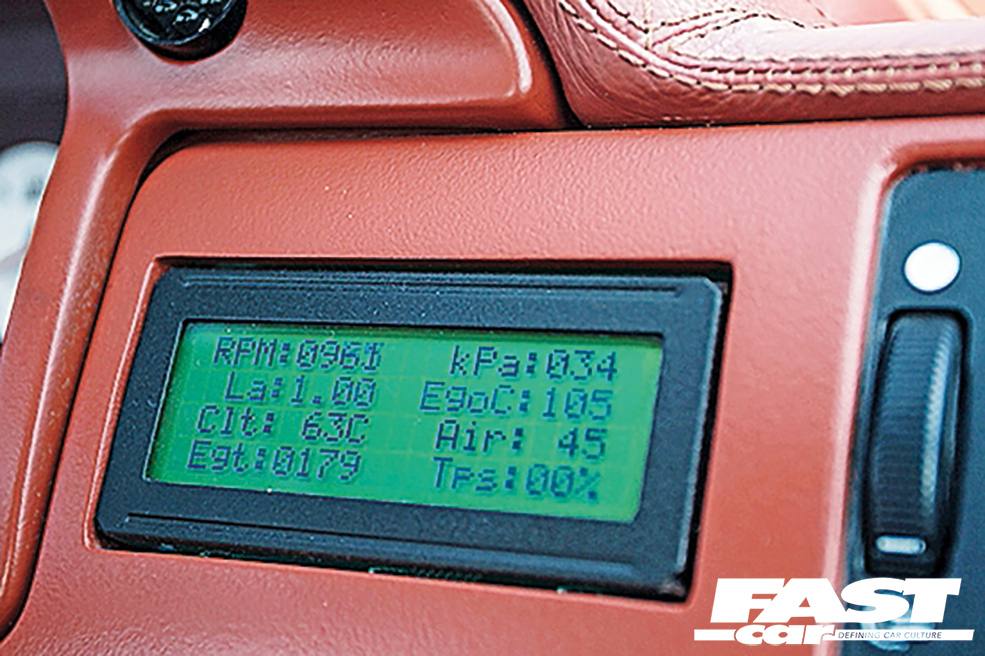 RPM:0961 kPa:034
La:1.00 EgoC:105
Clt: 63C Air: 45
Egt:0179 Tps:00%
FAST
car
DEFINING CAR CULTURE